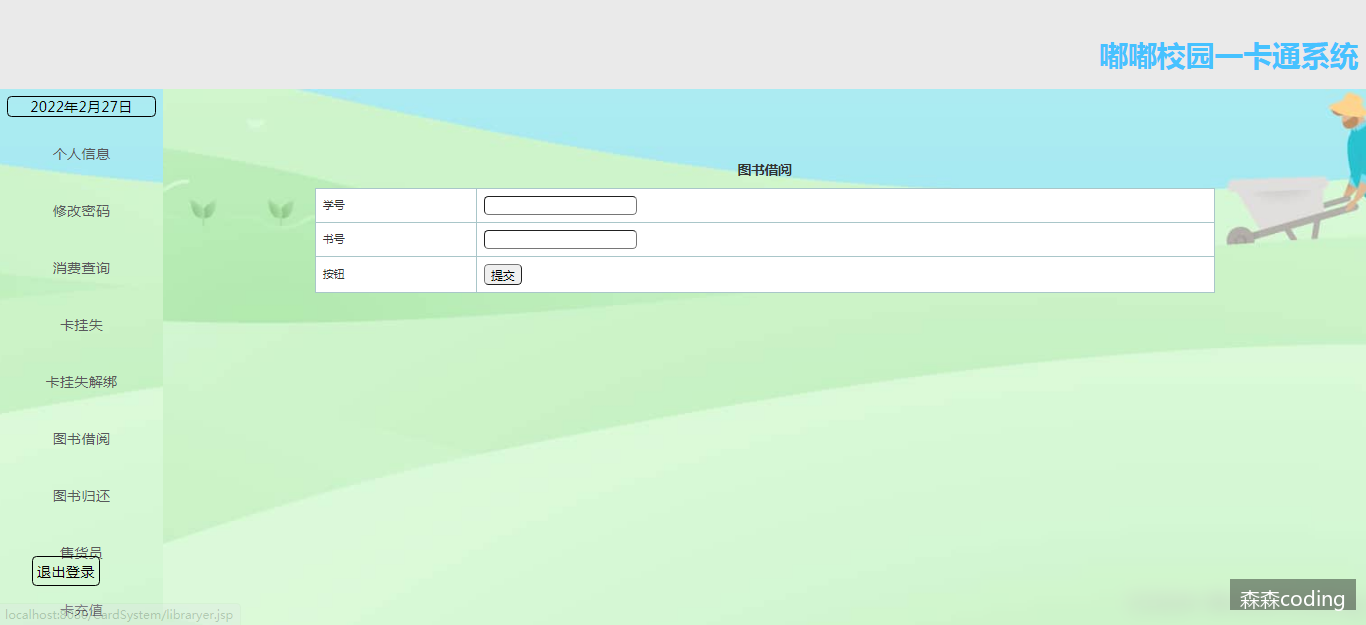 嘟嘟校园一卡通系统
2022年2月27日
个人信息
修改密码
消费查询
卡挂失
卡挂失解绑
图书借阅
图书归还
售货员
退出登录
卡充值
图书借阅
学号
书号
按钮 提交
localhost:8080/CardSystem/libraryer.jsp
森森coding